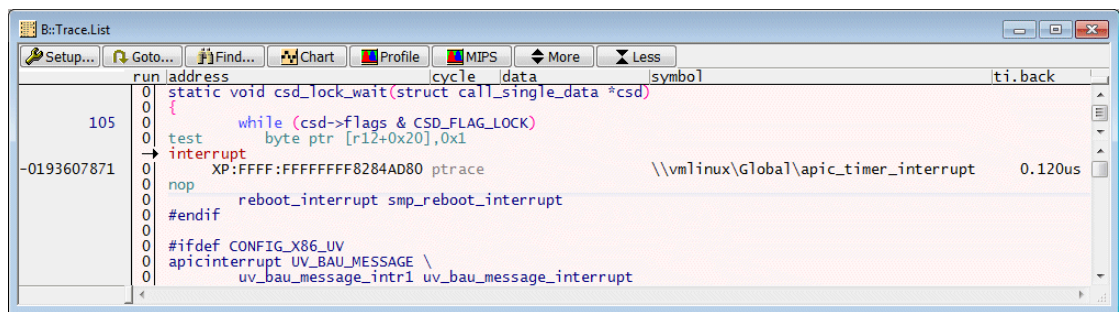 B::Trace.List
Setup... Goto... Find... Chart Profile MIPS More Less
run address cycle data symbol ti.back
0 static void csd_lock_wait(struct call_single_data *csd)
0 {
105 0 while (csd->flags & CSD_FLAG_LOCK)
0 test byte ptr [r12+0x20],0x1
→ interrupt
-0193607871 0 XP:FFFF:FFFFFFFF8284AD80 ptrace \\vmlinux\Global\apic_timer_interrupt 0.120us
0 nop
0 reboot_interrupt smp_reboot_interrupt
0 #endif
0
0 #ifdef CONFIG_X86_UV
0 apicinterrupt UV_BAU_MESSAGE \
0 uv_bau_message_intr1 uv_bau_message_interrupt